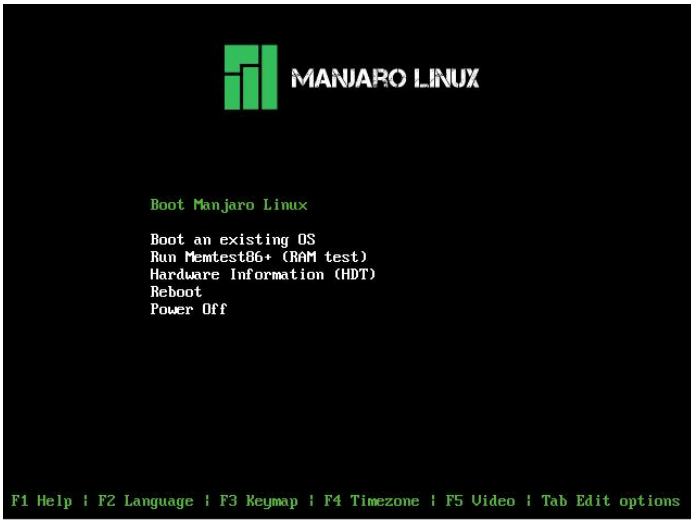 MANJARO LINUX
Boot Manjaro Linux
Boot an existing OS
Run Memtest86+ (RAM test)
Hardware Information (HDT)
Reboot
Power Off
F1 Help ¦ F2 Language ¦ F3 Keymap ¦ F4 Timezone ¦ F5 Video ¦ Tab Edit options